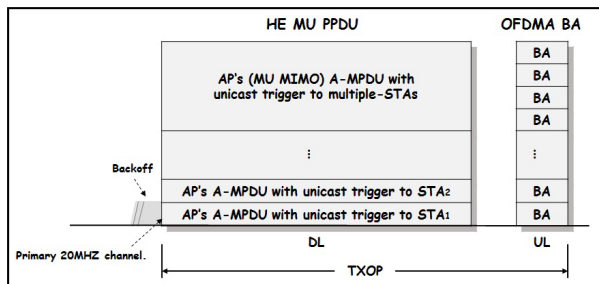 HE MU PPDU
OFDMA BA
AP's (MU MIMO) A-MPDU with
unicast trigger to multiple-STAs
BA
BA
BA
BA
⋮
⋮
Backoff
AP's A-MPDU with unicast trigger to STA2
BA
AP's A-MPDU with unicast trigger to STA1
BA
Primary 20MHZ channel.
DL
UL
TXOP